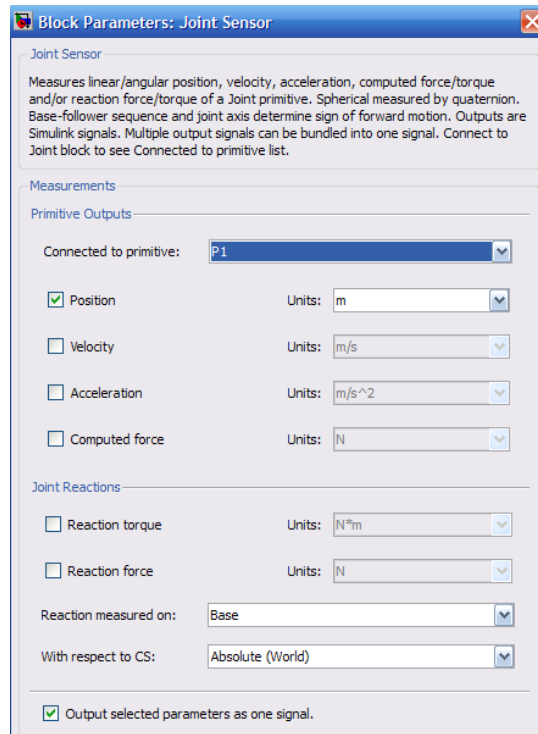 Block Parameters: Joint Sensor
Joint Sensor
Measures linear/angular position, velocity, acceleration, computed force/torque
and/or reaction force/torque of a Joint primitive. Spherical measured by quaternion.
Base-follower sequence and joint axis determine sign of forward motion. Outputs are
Simulink signals. Multiple output signals can be bundled into one signal. Connect to
Joint block to see Connected to primitive list.
Measurements
Primitive Outputs
Connected to primitive: P1
Position Units: m
Velocity Units: m/s
Acceleration Units: m/s^2
Computed force Units: N
Joint Reactions
Reaction torque Units: N*m
Reaction force Units: N
Reaction measured on: Base
With respect to CS: Absolute (World)
Output selected parameters as one signal.